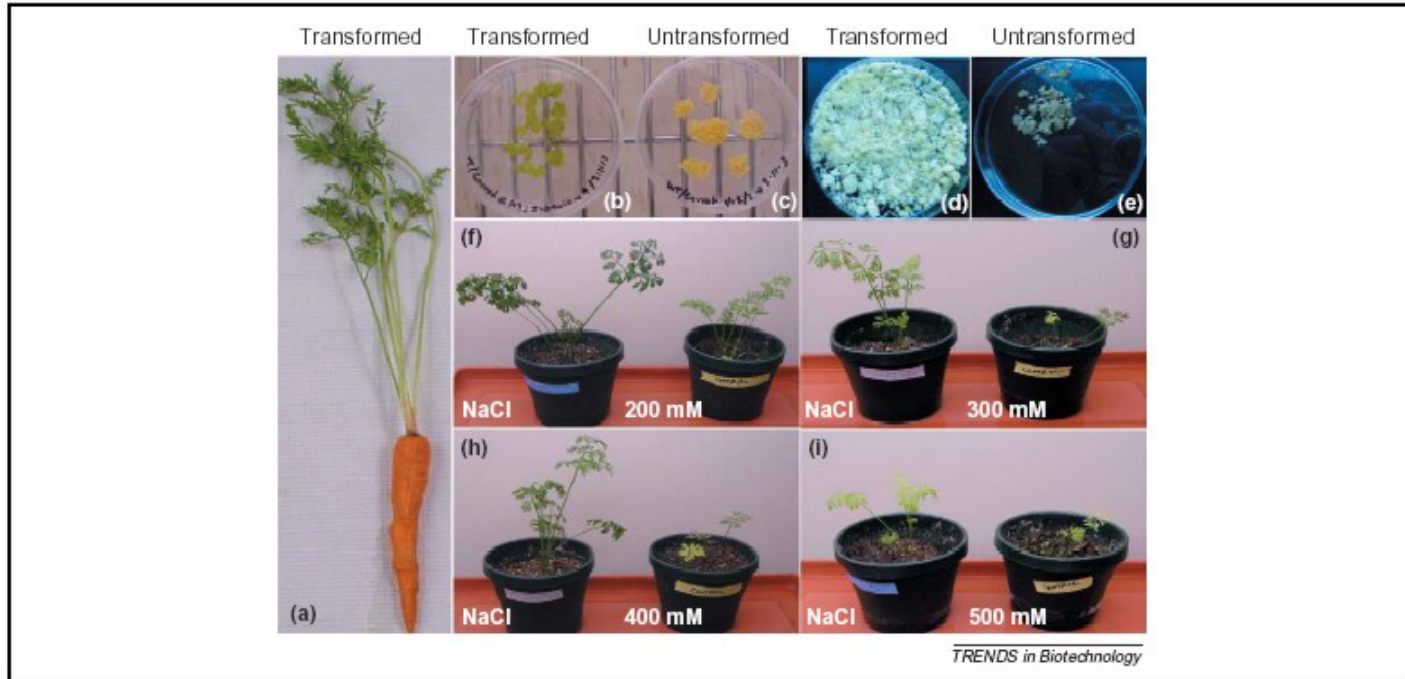 Transformed Transformed Untransformed Transformed Untransformed
(b) (c) (d) (e)
(f) (g)
NaCl 200 mM NaCl 300 mM
(h) (i)
(a) NaCl 400 mM NaCl 500 mM
TRENDS in Biotechnology